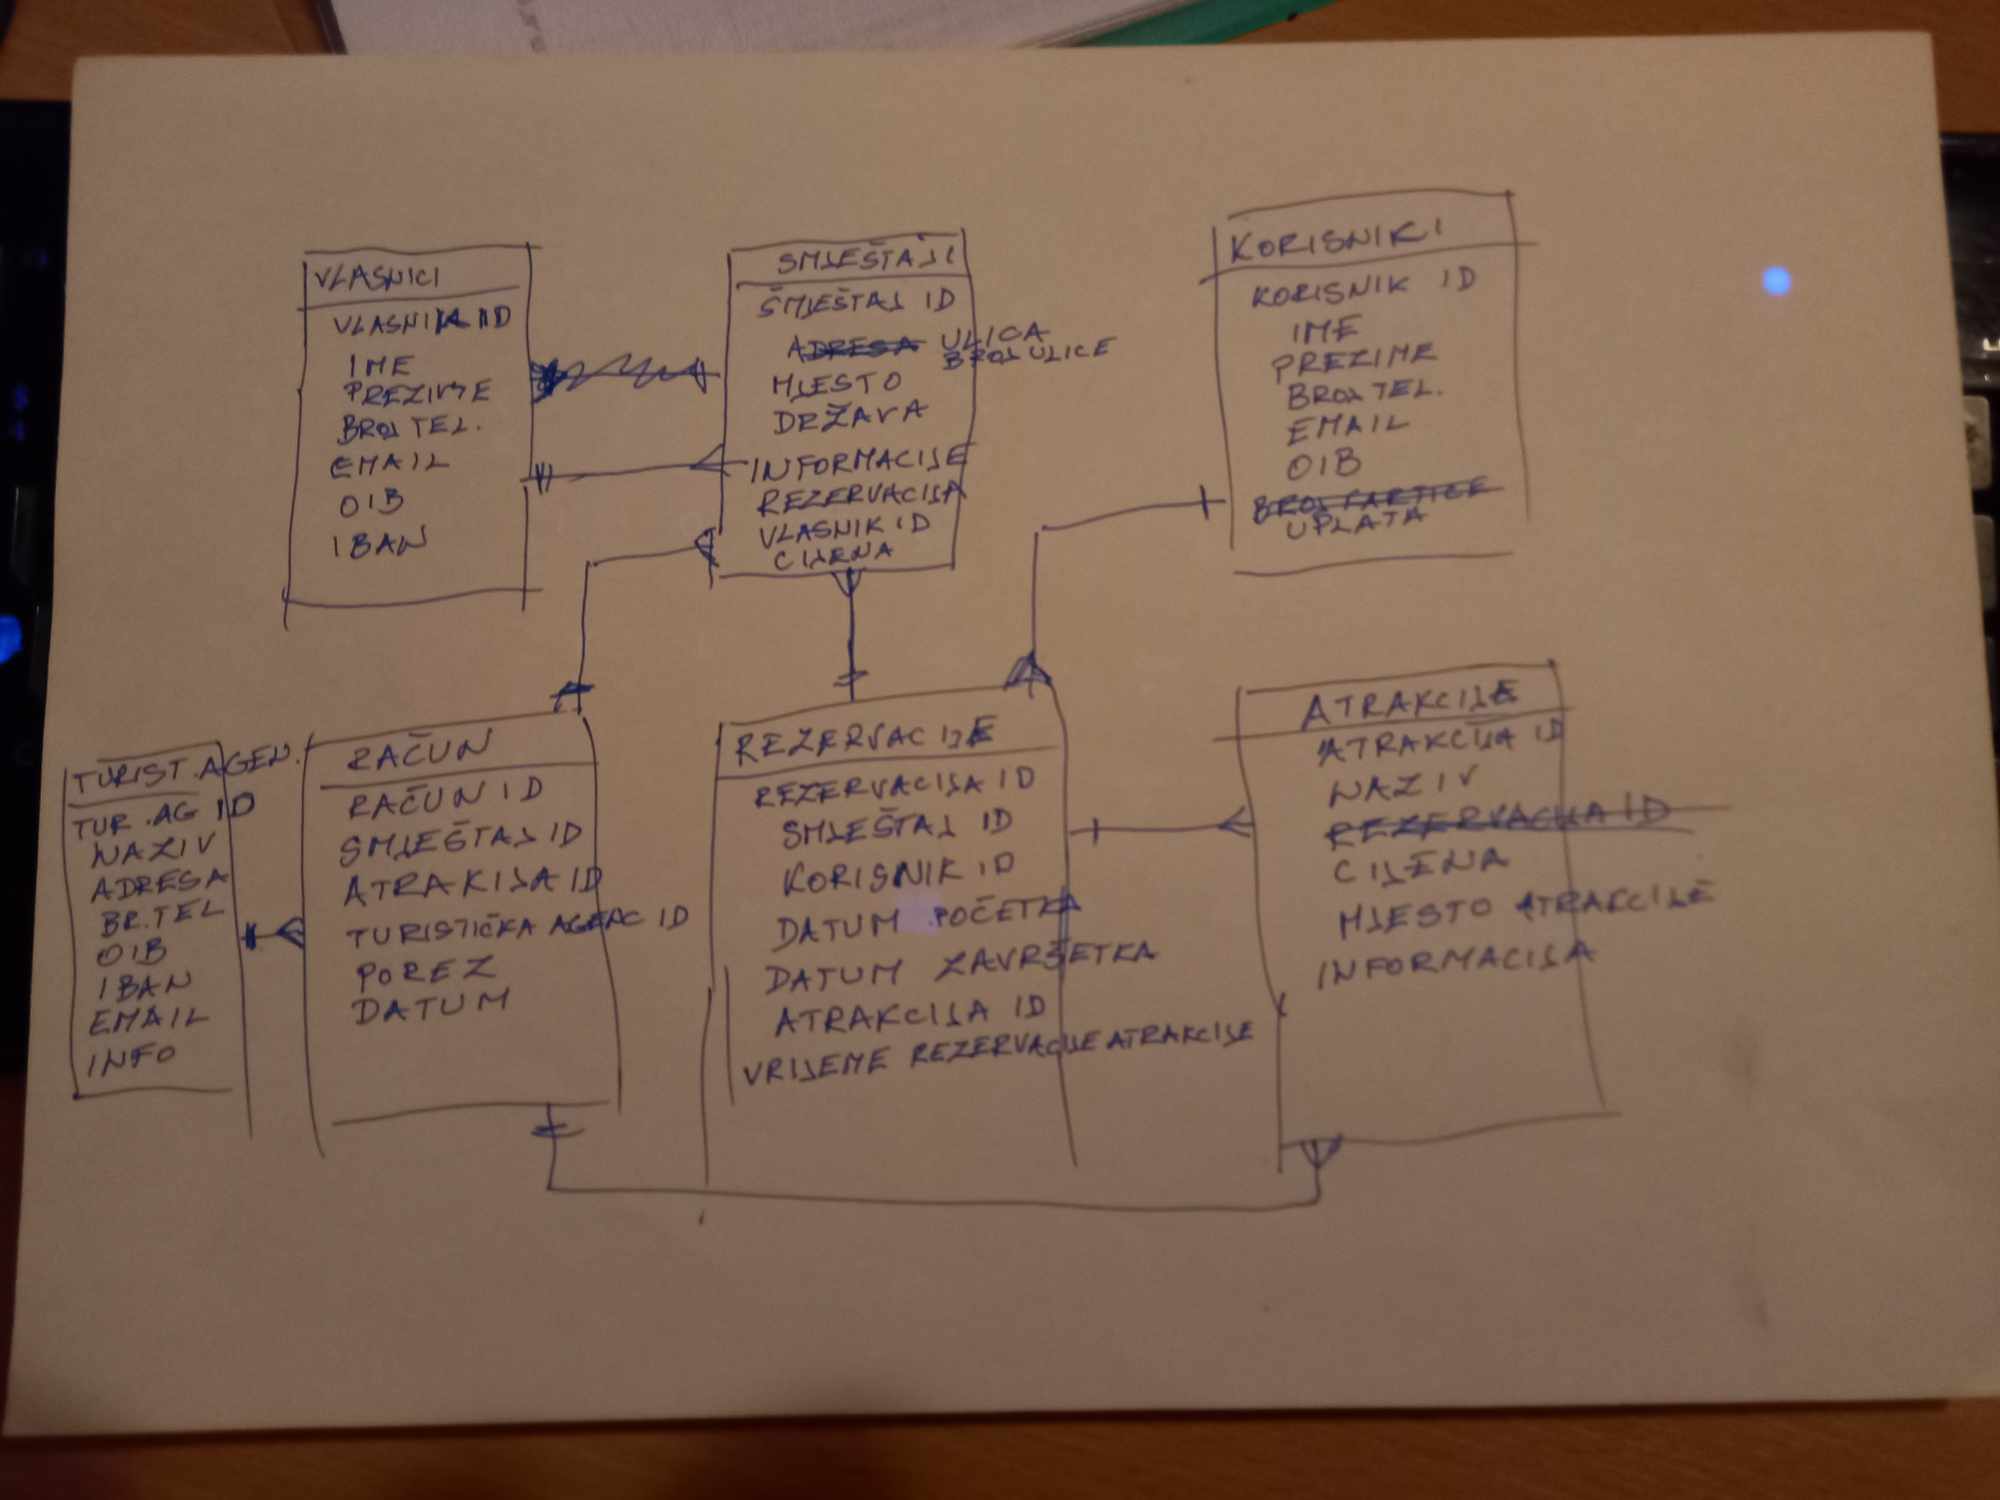 VLASNICI
VLASNIK ID
IME
PREZIME
BROJ TEL.
EMAIL
OIB
IBAN
SMJEŠTAJI
SMJEŠTAJ ID
ADRESA ULICA
BROJ ULICE
MJESTO
DRŽAVA
INFORMACIJE
REZERVACIJA
VLASNIK ID
CIJENA
KORISNIKI
KORISNIK ID
IME
PREZIME
BROJ TEL.
EMAIL
OIB
BROJ KARTICE
UPLATA
TURIST.AGEN.
TUR.AG ID
NAZIV
ADRESA
BR.TEL
OIB
IBAN
EMAIL
INFO
RAČUN
RAČUN ID
SMJEŠTAJ ID
ATRAKIJA ID
TURISTIČKA AGENC ID
POREZ
DATUM
REZERVACIJE
REZERVACIJA ID
SMJEŠTAJ ID
KORISNIK ID
DATUM POČETKA
DATUM ZAVRŠETKA
ATRAKCIJA ID
VRIJEME REZERVACIJE ATRAKCIJE
ATRAKCIJE
ATRAKCIJA ID
NAZIV
REZERVACIJA ID
CIJENA
MJESTO ATRAKCIJE
INFORMACIJA